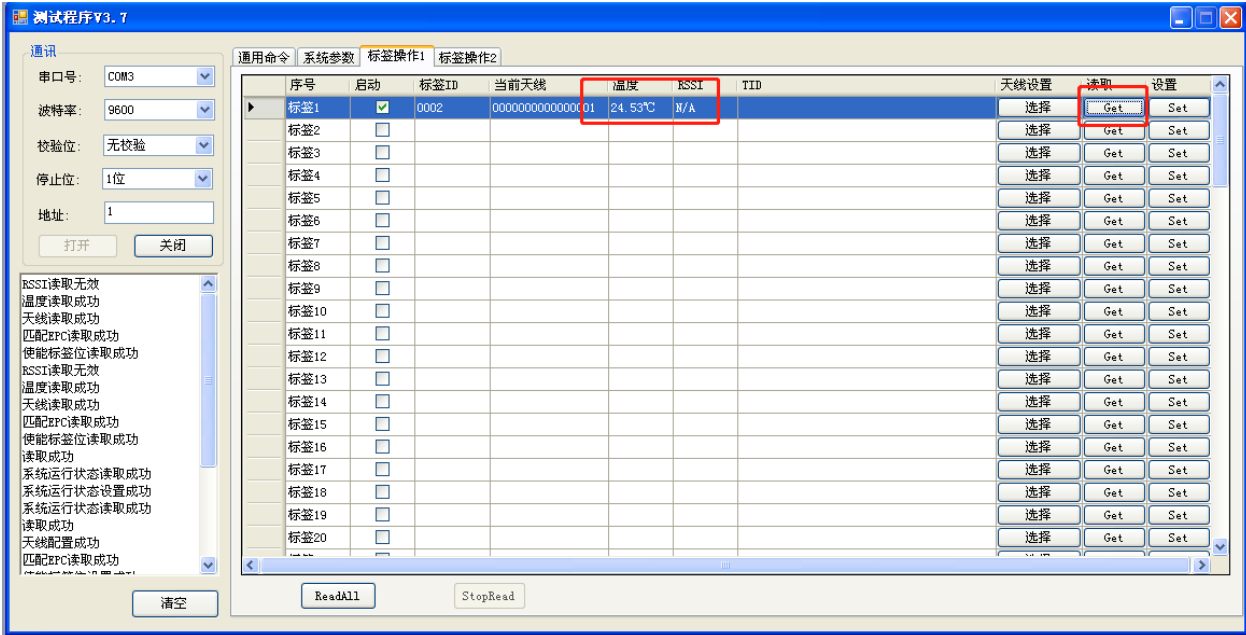 测试程序V3.7
通讯
串口号: COM3
波特率: 9600
校验位: 无校验
停止位: 1位
地址: 1
打开 关闭
RSSI读取无效
温度读取成功
天线读取成功
匹配EPC读取成功
使能标签位读取成功
RSSI读取无效
温度读取成功
天线读取成功
匹配EPC读取成功
使能标签位读取成功
读取成功
系统运行状态读取成功
系统运行状态设置成功
系统运行状态读取成功
读取成功
天线配置成功
匹配EPC读取成功
清空
通用命令 系统参数 标签操作1 标签操作2
序号 启动 标签ID 当前天线 温度 RSSI TID 天线设置 读取 设置
标签1 0002 0000000000000001 24.53℃ N/A 选择 Get Set
标签2 选择 Get Set
标签3 选择 Get Set
标签4 选择 Get Set
标签5 选择 Get Set
标签6 选择 Get Set
标签7 选择 Get Set
标签8 选择 Get Set
标签9 选择 Get Set
标签10 选择 Get Set
标签11 选择 Get Set
标签12 选择 Get Set
标签13 选择 Get Set
标签14 选择 Get Set
标签15 选择 Get Set
标签16 选择 Get Set
标签17 选择 Get Set
标签18 选择 Get Set
标签19 选择 Get Set
标签20 选择 Get Set
ReadAll StopRead